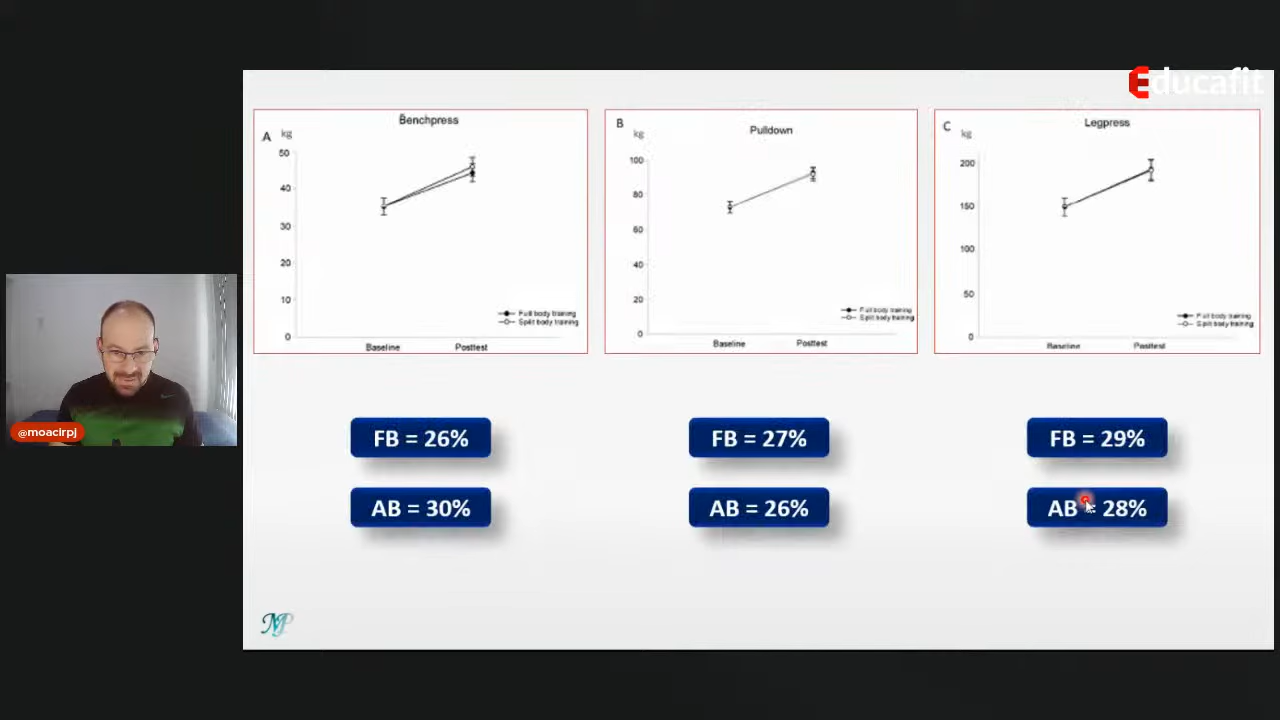 Educafit
A
kg
Benchpress
50
40
30
20
10
0
Baseline
Posttest
Full body training
Split body training
B
kg
Pulldown
100
80
60
40
20
0
Baseline
Posttest
Full body training
Split body training
C
kg
Legpress
200
150
100
50
0
Baseline
Posttest
Full body training
Split body training
@moacirpj
FB = 26%
FB = 27%
FB = 29%
AB = 30%
AB = 26%
AB = 28%
MP